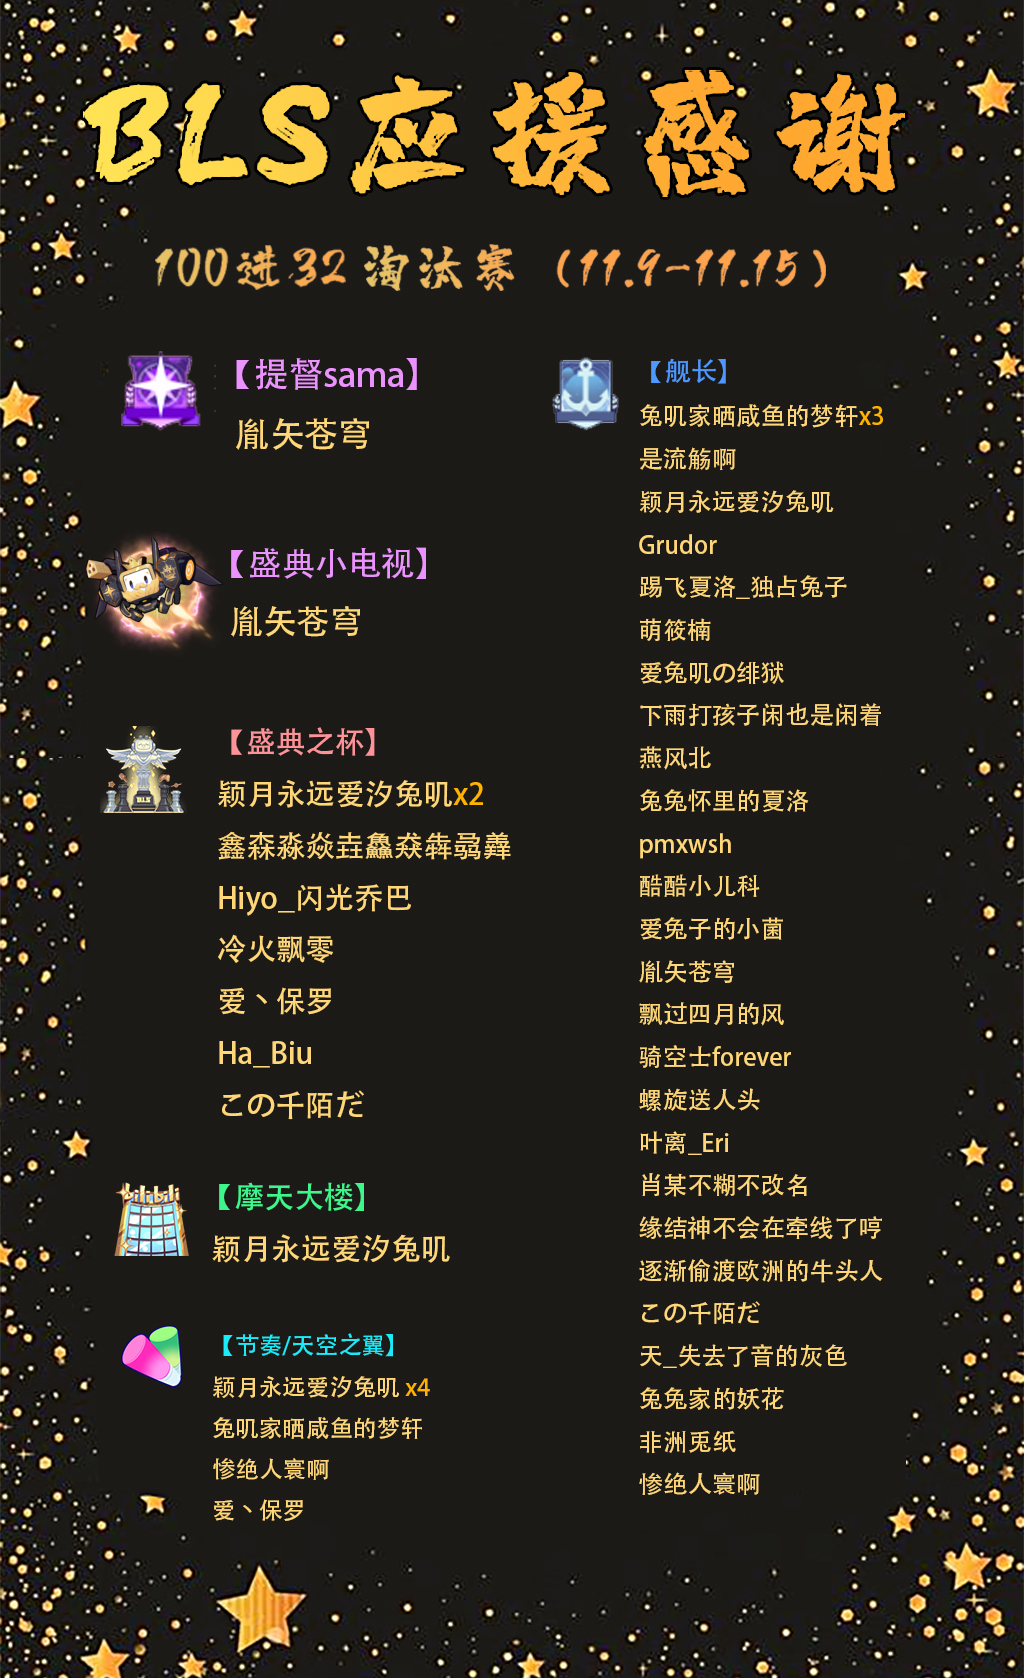 BLS应援感谢
100进32淘汰赛（11.9-11.15）
【提督sama】
胤矢苍穹
【盛典小电视】
胤矢苍穹
【盛典之杯】
颖月永远爱汐兔叽x2
Hiyo_闪光乔巴
冷火飘零
爱丶保罗
Ha_Biu
この千陌だ
【摩天大楼】
颖月永远爱汐兔叽
【节奏/天空之翼】
颖月永远爱汐兔叽 x4
兔叽家晒咸鱼的梦轩
惨绝人寰啊
爱丶保罗
【舰长】
兔叽家晒咸鱼的梦轩x3
是流觞啊
颖月永远爱汐兔叽
Grudor
踢飞夏洛_独占兔子
萌筱楠
爱兔叽の绯狱
下雨打孩子闲也是闲着
燕风北
兔兔怀里的夏洛
pmxwsh
酷酷小儿科
爱兔子的小菌
胤矢苍穹
飘过四月的风
骑空士forever
螺旋送人头
叶离_Eri
肖某不糊不改名
缘结神不会在牵线了哼
逐渐偷渡欧洲的牛头人
この千陌だ
天_失去了音的灰色
兔兔家的妖花
非洲兎纸
惨绝人寰啊
BLS